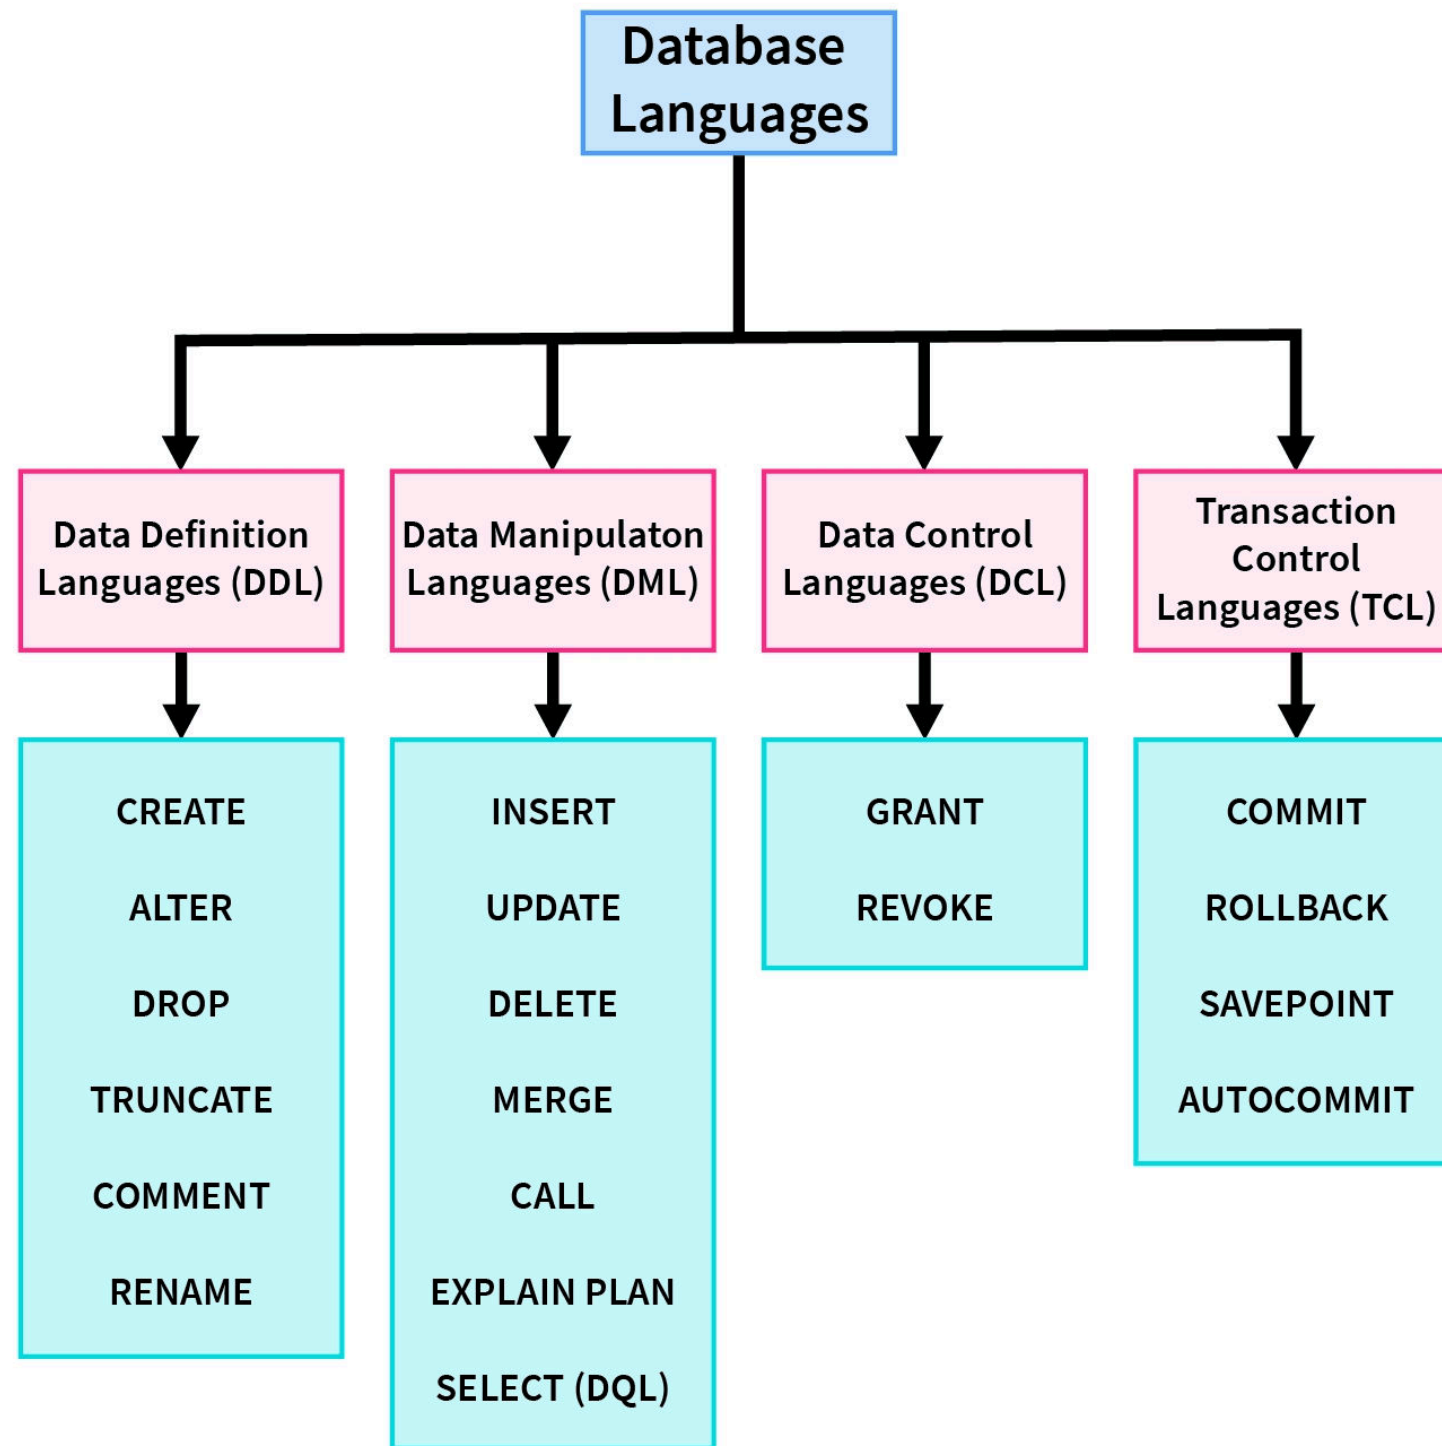 Database
Languages
Data Definition
Languages (DDL)
Data Manipulaton
Languages (DML)
Data Control
Languages (DCL)
Transaction
Control
Languages (TCL)
CREATE
ALTER
DROP
TRUNCATE
COMMENT
RENAME
INSERT
UPDATE
DELETE
MERGE
CALL
EXPLAIN PLAN
SELECT (DQL)
GRANT
REVOKE
COMMIT
ROLLBACK
SAVEPOINT
AUTOCOMMIT